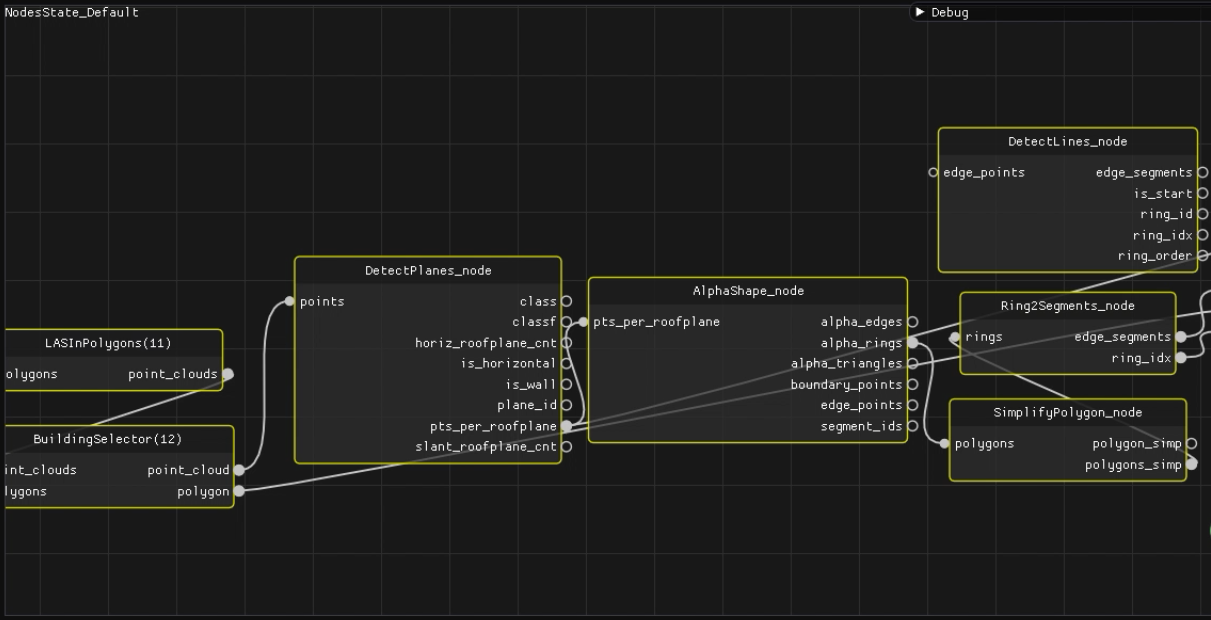 NodesState_Default
Debug
LASInPolygons(11)
olygons point_clouds
BuildingSelector(12)
int_clouds point_cloud
lygons polygon
DetectPlanes_node
points class
classf
horiz_roofplane_cnt
is_horizontal
is_wall
plane_id
pts_per_roofplane
slant_roofplane_cnt
AlphaShape_node
pts_per_roofplane alpha_edges
alpha_rings
alpha_triangles
boundary_points
edge_points
segment_ids
DetectLines_node
edge_points edge_segments
is_start
ring_id
ring_idx
ring_order
Ring2Segments_node
rings edge_segments
ring_idx
SimplifyPolygon_node
polygons polygon_simp
polygons_simp